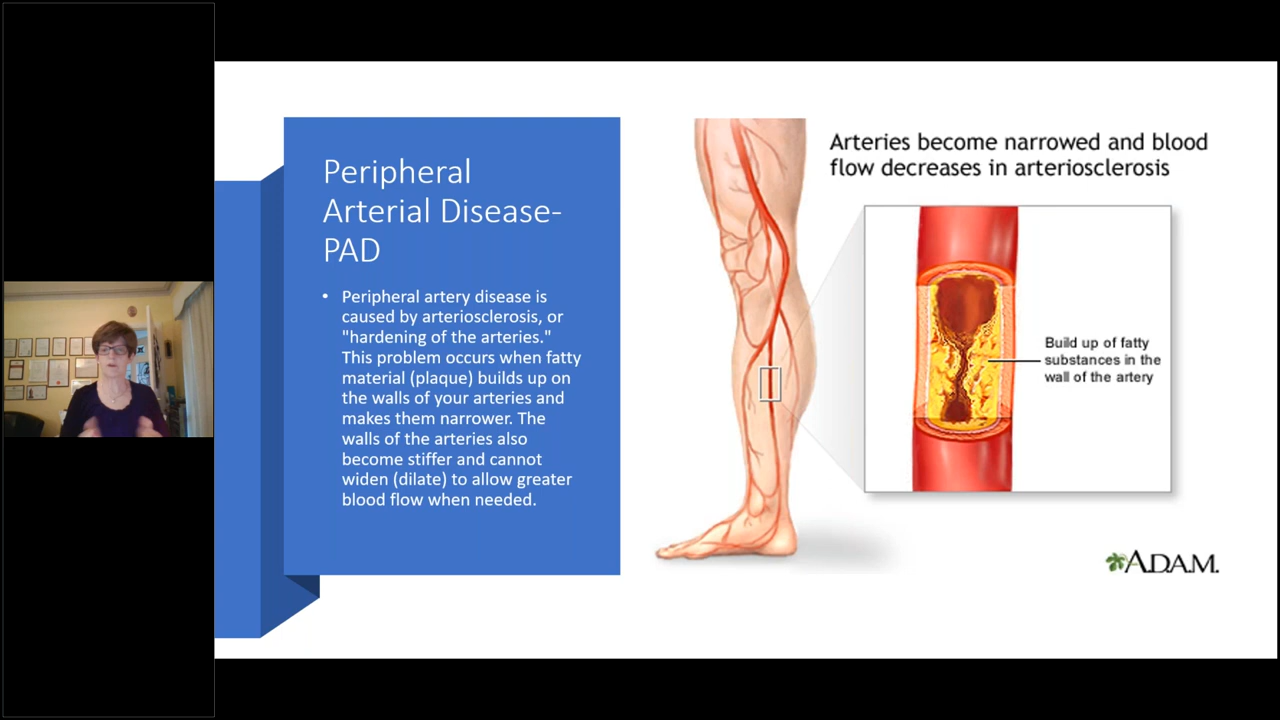 Peripheral
Arterial Disease-
PAD
• Peripheral artery disease is
caused by arteriosclerosis, or
"hardening of the arteries."
This problem occurs when fatty
material (plaque) builds up on
the walls of your arteries and
makes them narrower. The
walls of the arteries also
become stiffer and cannot
widen (dilate) to allow greater
blood flow when needed.
Arteries become narrowed and blood
flow decreases in arteriosclerosis
Build up of fatty
substances in the
wall of the artery
A.D.A.M.